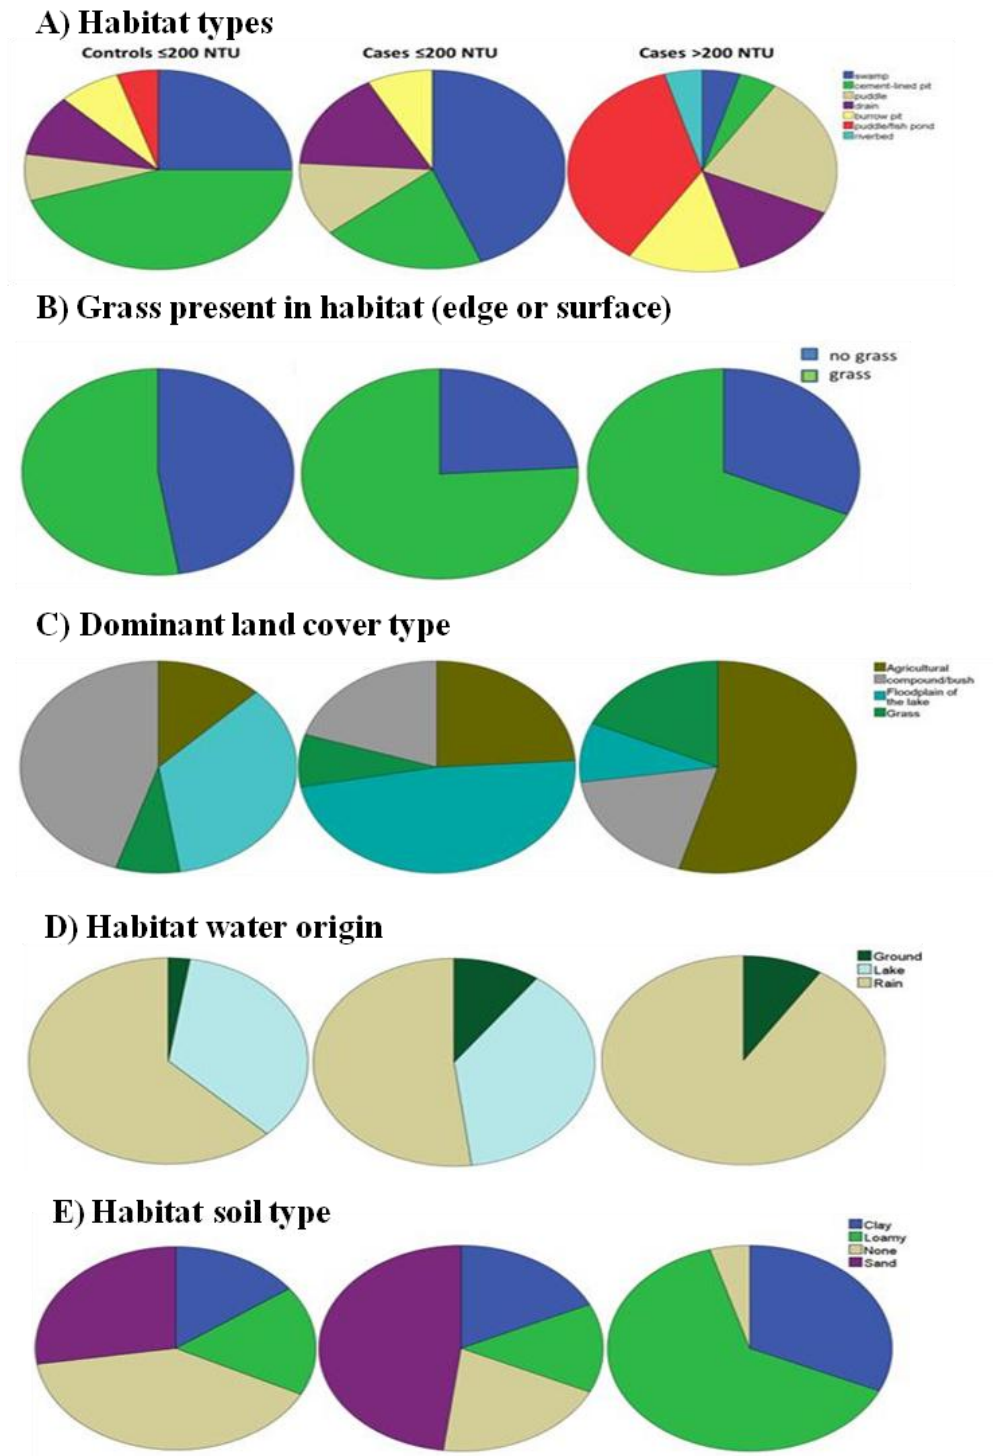 A) Habitat types
Controls ≤200 NTU
Cases ≤200 NTU
Cases >200 NTU
swamp
cement-lined pit
puddle
drain
burrow pit
puddle/fish pond
riverbed
B) Grass present in habitat (edge or surface)
no grass
grass
C) Dominant land cover type
Agricultural
compound/bush
Floodplain of
the lake
Grass
D) Habitat water origin
Ground
Lake
Rain
E) Habitat soil type
Clay
Loamy
None
Sand